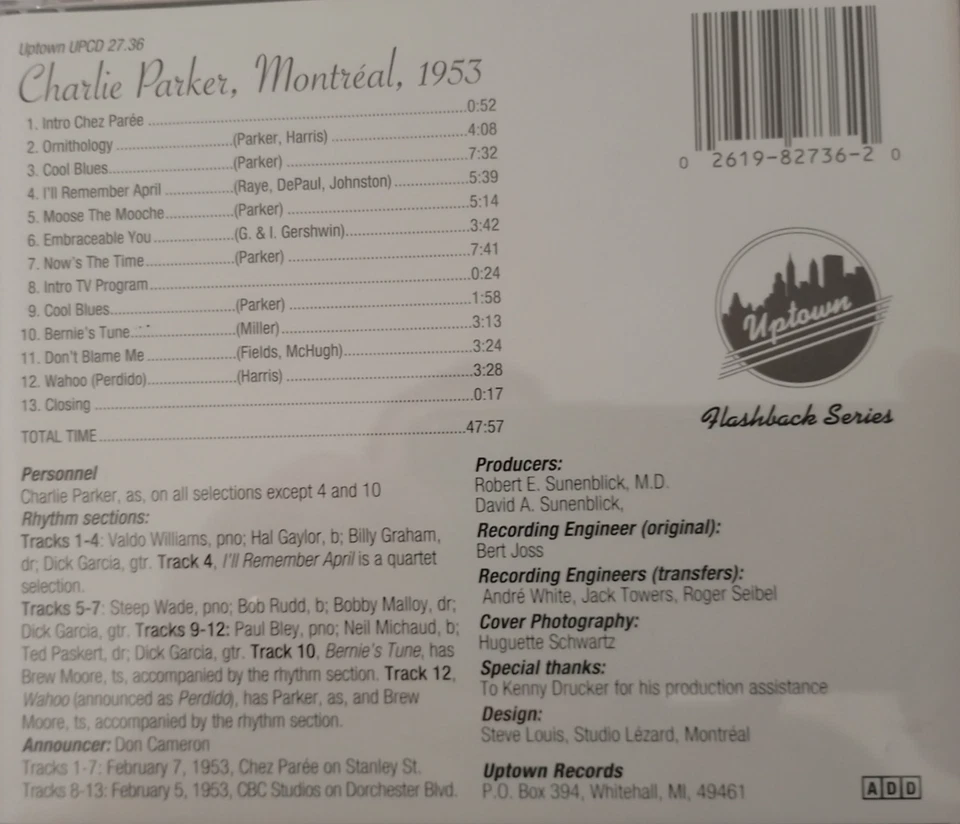 Uptown UPCD 27.36
Charlie Parker, Montréal, 1953
1. Intro Chez Parée ........ 0:52
2. Ornithology ........ (Parker, Harris) ........ 4:08
3. Cool Blues ........ (Parker) ........ 7:32
4. I'll Remember April ........ (Raye, DePaul, Johnston) ........ 5:39
5. Moose The Mooche ........ (Parker) ........ 5:14
6. Embraceable You ........ (G. & I. Gershwin) ........ 3:42
7. Now's The Time ........ (Parker) ........ 7:41
8. Intro TV Program ........ 0:24
9. Cool Blues ........ (Parker) ........ 1:58
10. Bernie's Tune ........ (Miller) ........ 3:13
11. Don't Blame Me ........ (Fields, McHugh) ........ 3:24
12. Wahoo (Perdido) ........ (Harris) ........ 3:28
13. Closing ........ 0:17
TOTAL TIME ........ 47:57
Personnel
Charlie Parker, as, on all selections except 4 and 10
Rhythm sections:
Tracks 1-4: Valdo Williams, pno; Hal Gaylor, b; Billy Graham,
dr; Dick Garcia, gtr. Track 4, I'll Remember April is a quartet
selection.
Tracks 5-7: Steep Wade, pno; Bob Rudd, b; Bobby Malloy, dr;
Dick Garcia, gtr. Tracks 9-12: Paul Bley, pno; Neil Michaud, b;
Ted Paskert, dr; Dick Garcia, gtr. Track 10, Bernie's Tune, has
Brew Moore, ts, accompanied by the rhythm section. Track 12,
Wahoo (announced as Perdido), has Parker, as, and Brew
Moore, ts, accompanied by the rhythm section.
Announcer: Don Cameron
Tracks 1-7: February 7, 1953, Chez Parée on Stanley St.
Tracks 8-13: February 5, 1953, CBC Studios on Dorchester Blvd.
0 2619-82736-2 0
Uptown
Flashback Series
Producers:
Robert E. Sunenblick, M.D.
David A. Sunenblick,
Recording Engineer (original):
Bert Joss
Recording Engineers (transfers):
André White, Jack Towers, Roger Seibel
Cover Photography:
Huguette Schwartz
Special thanks:
To Kenny Drucker for his production assistance
Design:
Steve Louis, Studio Lézard, Montréal
Uptown Records
P.O. Box 394, Whitehall, MI, 49461
ADD